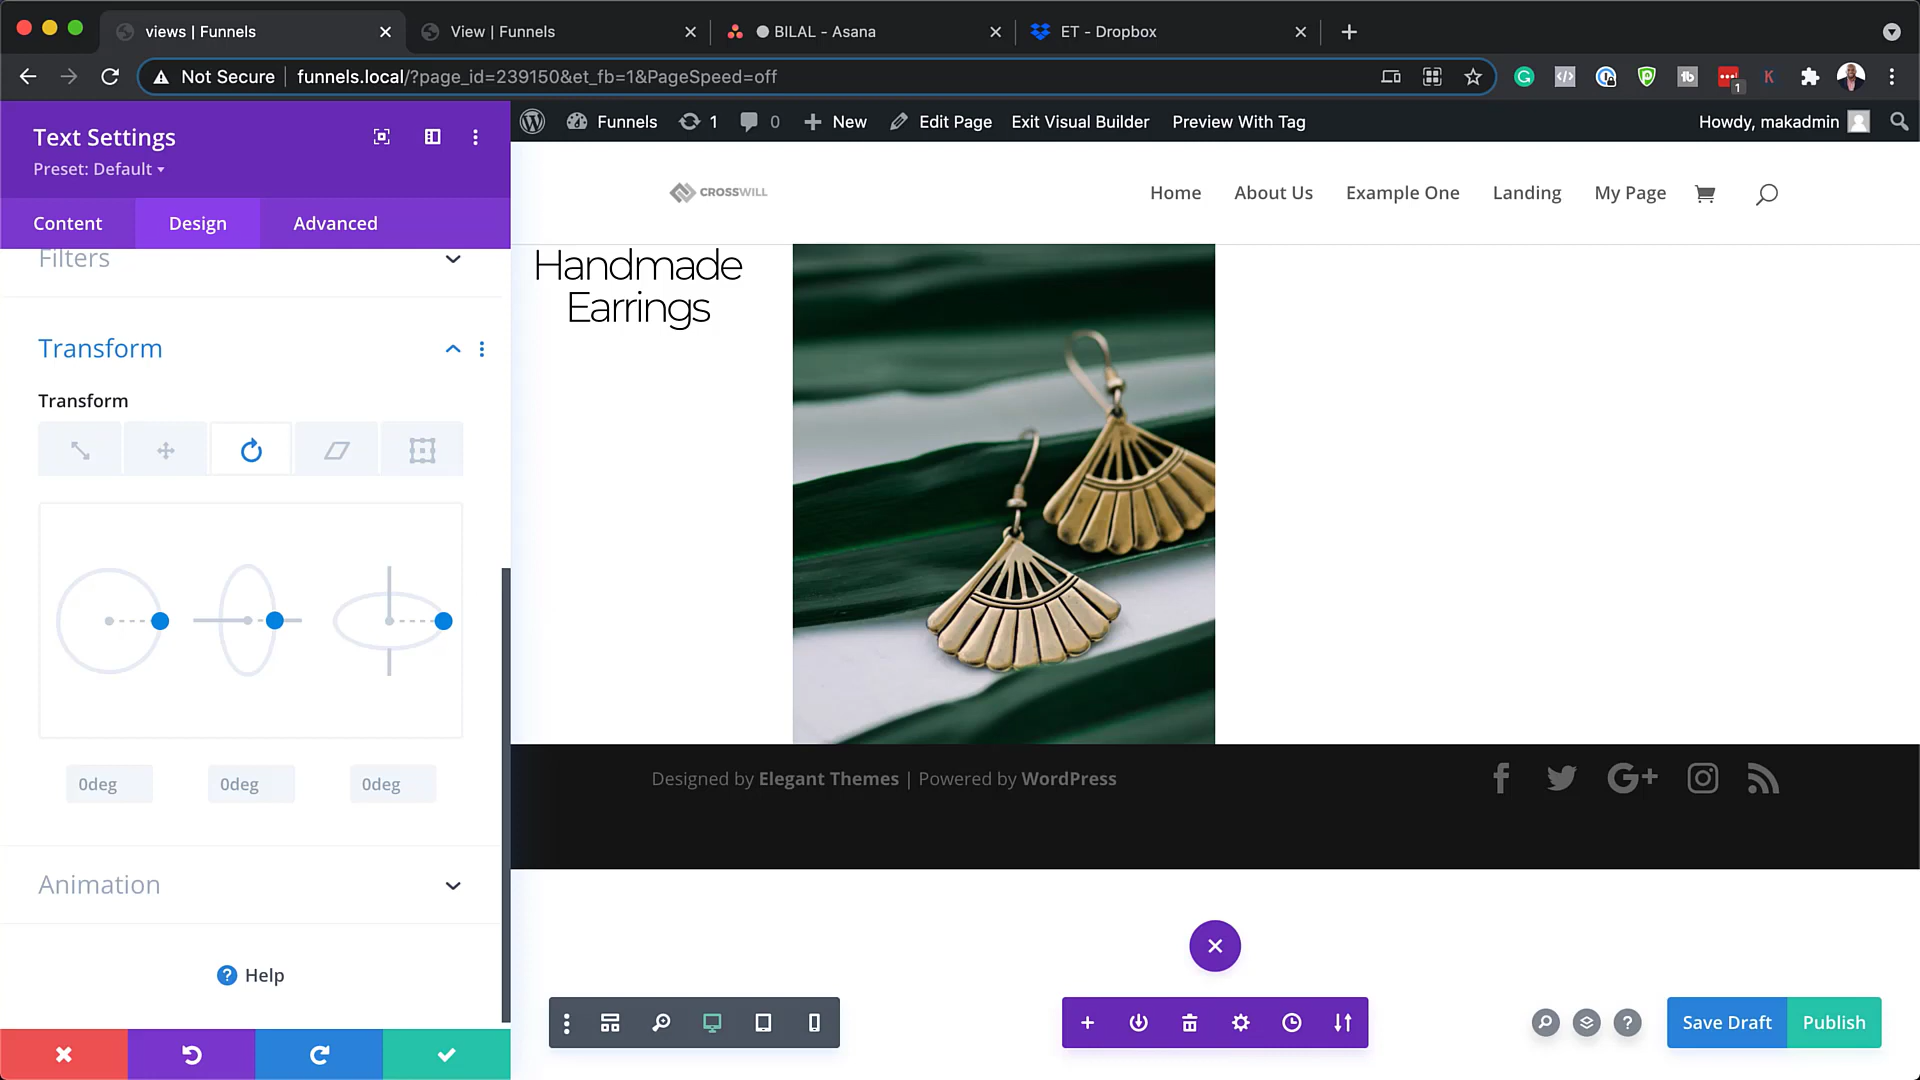 views | Funnels
View | Funnels
BILAL - Asana
ET - Dropbox
Not Secure
funnels.local/?page_id=239150&et_fb=1&PageSpeed=off
1
Text Settings
Preset: Default
Content
Design
Advanced
Funnels
1
0
New
Edit Page
Exit Visual Builder
Preview With Tag
Howdy, makadmin
CROSSWILL
Home
About Us
Example One
Landing
My Page
Filters
Handmade
Earrings
Transform
Transform
0deg
0deg
0deg
Designed by Elegant Themes | Powered by WordPress
Animation
Help
Save Draft
Publish